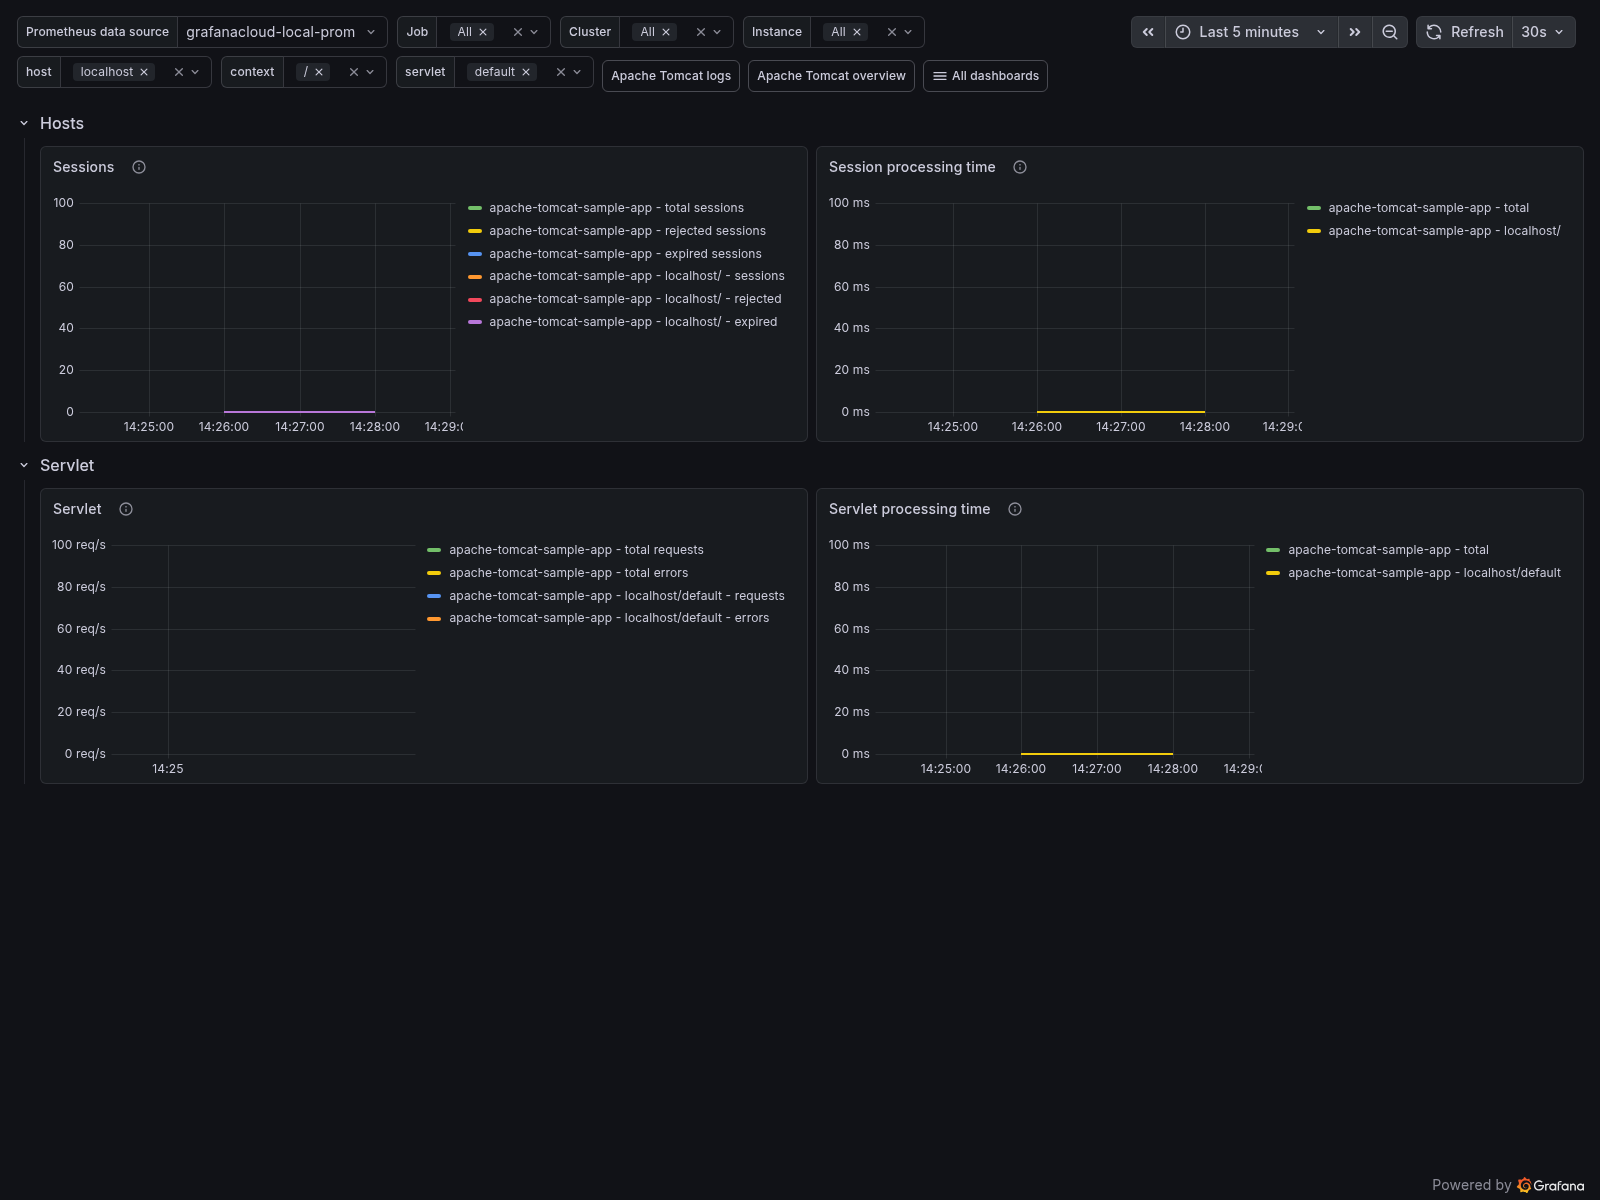 Prometheus data source grafanacloud-local-prom Job All Cluster All Instance All Last 5 minutes Refresh 30s
host localhost context / servlet default Apache Tomcat logs Apache Tomcat overview All dashboards
Hosts
Sessions
100
80
60
40
20
0
14:25:00 14:26:00 14:27:00 14:28:00 14:29:0
apache-tomcat-sample-app - total sessions
apache-tomcat-sample-app - rejected sessions
apache-tomcat-sample-app - expired sessions
apache-tomcat-sample-app - localhost/ - sessions
apache-tomcat-sample-app - localhost/ - rejected
apache-tomcat-sample-app - localhost/ - expired
Session processing time
100 ms
80 ms
60 ms
40 ms
20 ms
0 ms
14:25:00 14:26:00 14:27:00 14:28:00 14:29:0
apache-tomcat-sample-app - total
apache-tomcat-sample-app - localhost/
Servlet
Servlet
100 req/s
80 req/s
60 req/s
40 req/s
20 req/s
0 req/s
14:25
apache-tomcat-sample-app - total requests
apache-tomcat-sample-app - total errors
apache-tomcat-sample-app - localhost/default - requests
apache-tomcat-sample-app - localhost/default - errors
Servlet processing time
100 ms
80 ms
60 ms
40 ms
20 ms
0 ms
14:25:00 14:26:00 14:27:00 14:28:00 14:29:0
apache-tomcat-sample-app - total
apache-tomcat-sample-app - localhost/default
Powered by Grafana